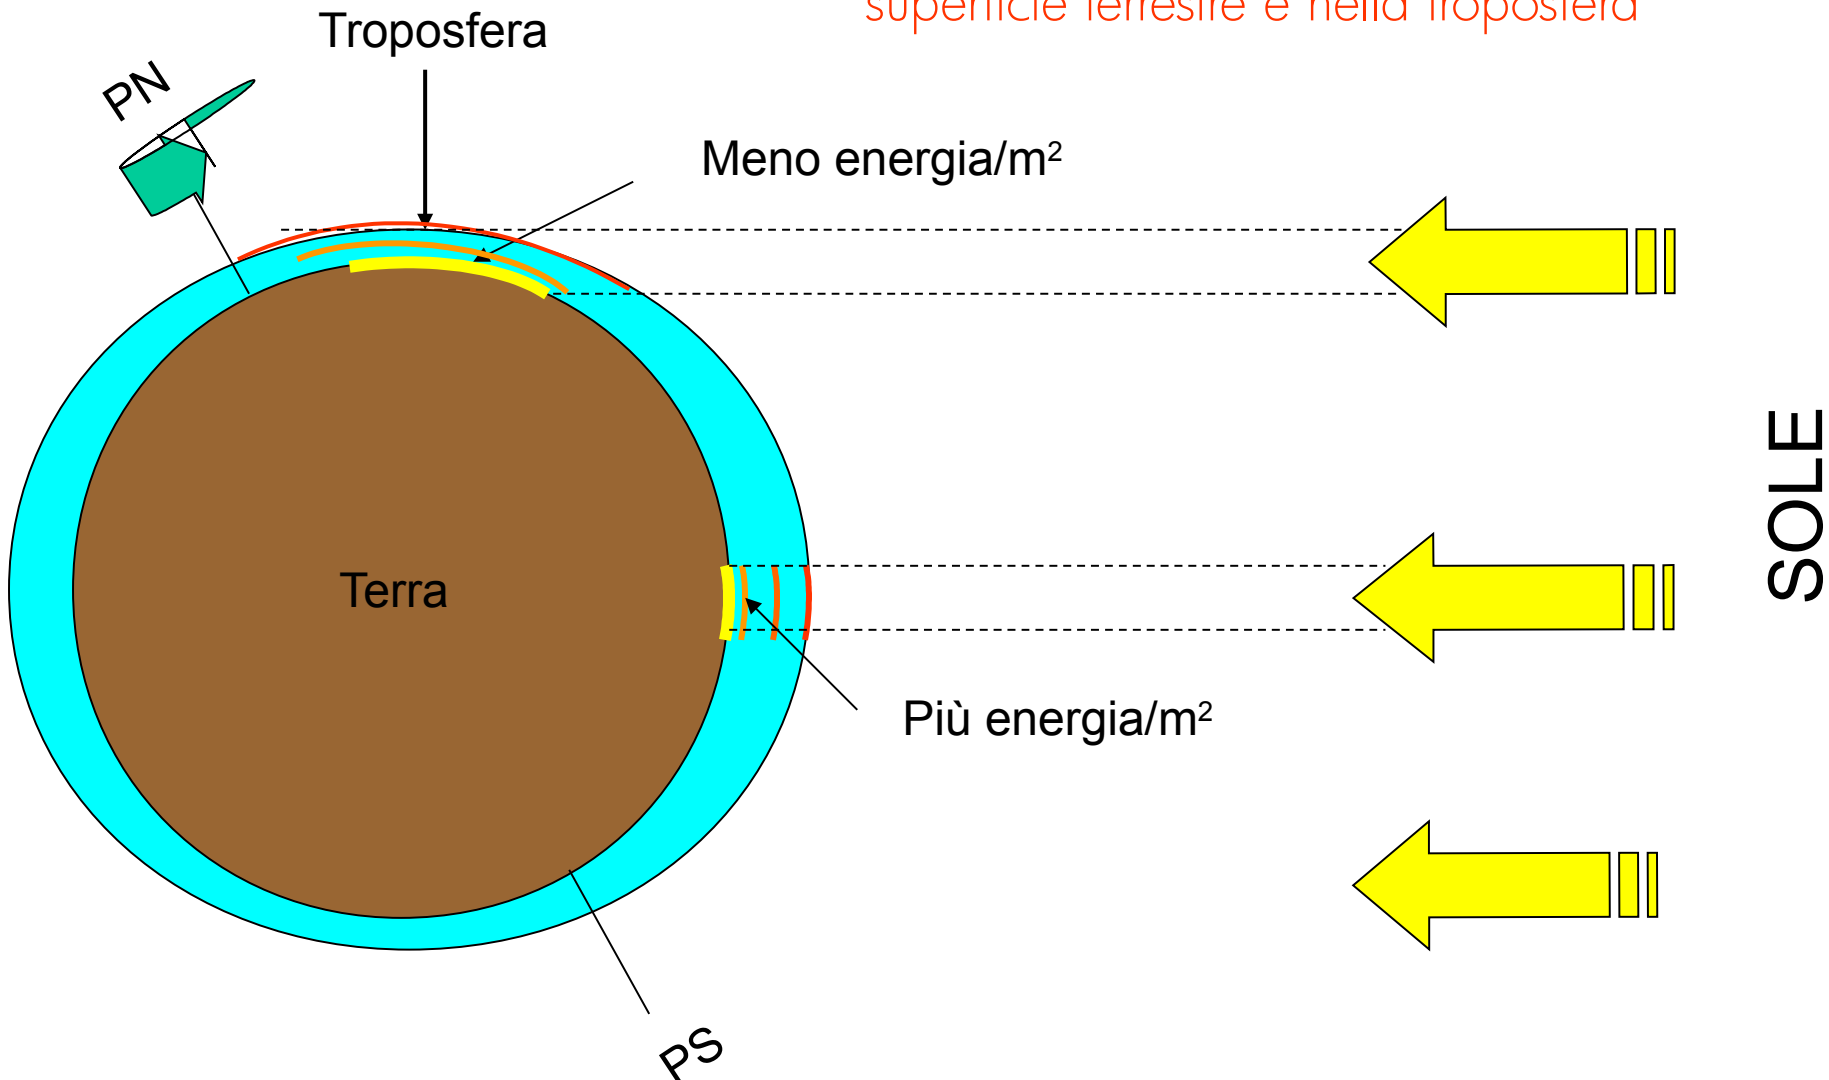 superficie terrestre e nella troposfera
Troposfera
PN
Meno energia/m²
SOLE
Terra
Più energia/m²
PS